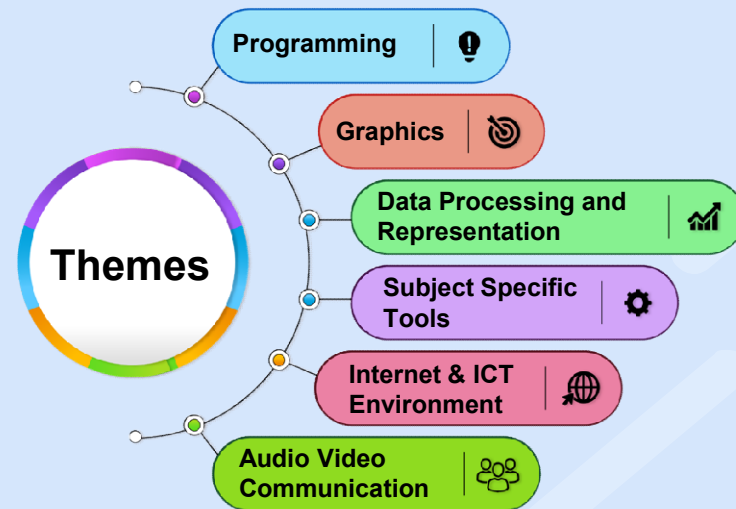 Programming
Graphics
Data Processing and
Representation
Themes
Subject Specific
Tools
Internet & ICT
Environment
Audio Video
Communication